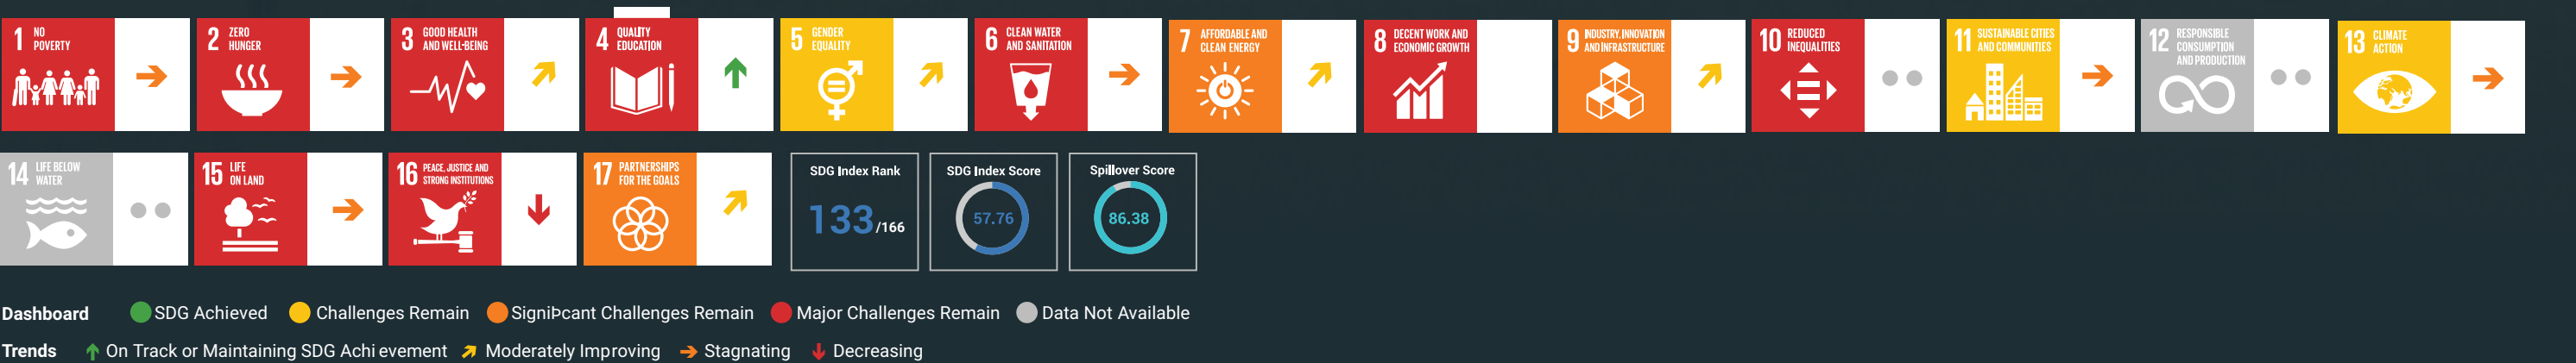 1 NO
POVERTY
2 ZERO
HUNGER
3 GOOD HEALTH
AND WELL-BEING
4 QUALITY
EDUCATION
5 GENDER
EQUALITY
6 CLEAN WATER
AND SANITATION
7 AFFORDABLE AND
CLEAN ENERGY
8 DECENT WORK AND
ECONOMIC GROWTH
9 INDUSTRY, INNOVATION
AND INFRASTRUCTURE
10 REDUCED
INEQUALITIES
11 SUSTAINABLE CITIES
AND COMMUNITIES
12 RESPONSIBLE
CONSUMPTION
AND PRODUCTION
13 CLIMATE
ACTION
14 LIFE BELOW
WATER
15 LIFE
ON LAND
16 PEACE, JUSTICE AND
STRONG INSTITUTIONS
17 PARTNERSHIPS
FOR THE GOALS
SDG Index Rank
133/166
SDG Index Score
57.76
Spillover Score
86.38
Dashboard SDG Achieved Challenges Remain SigniÞcant Challenges Remain Major Challenges Remain Data Not Available
Trends On Track or Maintaining SDG Achi evement Moderately Improving Stagnating Decreasing